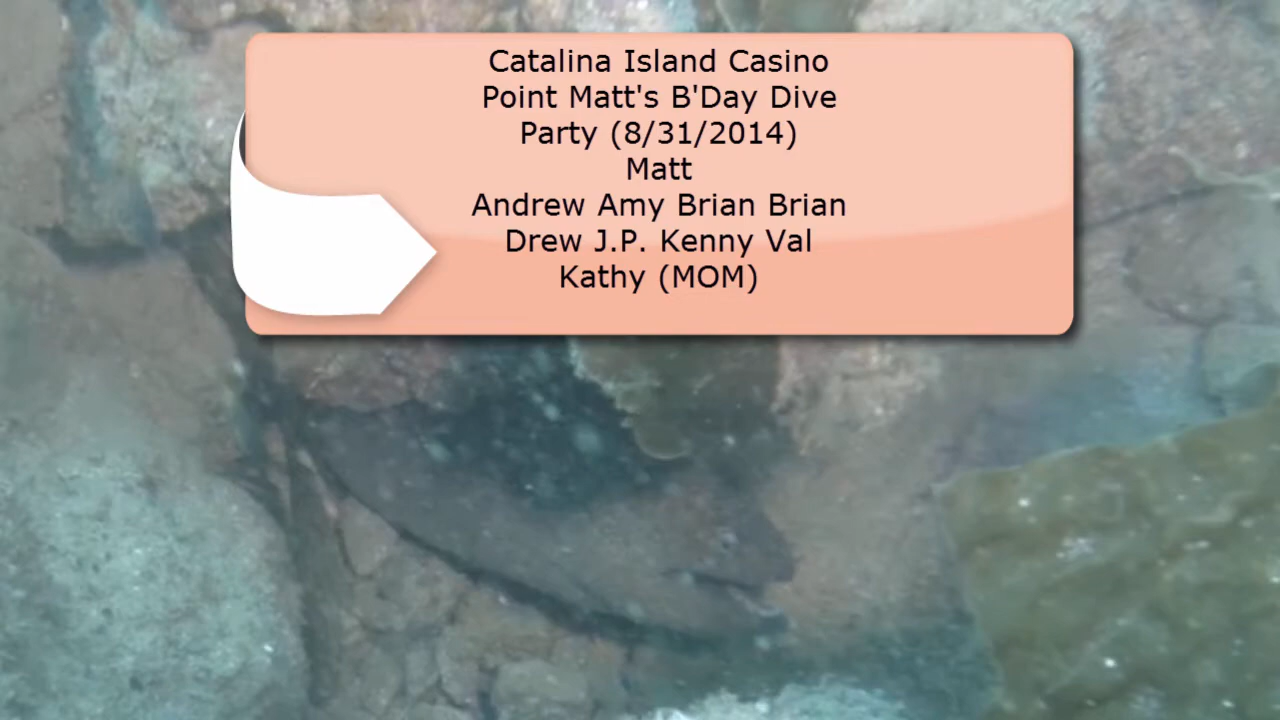 Catalina Island Casino
Point Matt's B'Day Dive
Party (8/31/2014)
Matt
Andrew Amy Brian Brian
Drew J.P. Kenny Val
Kathy (MOM)